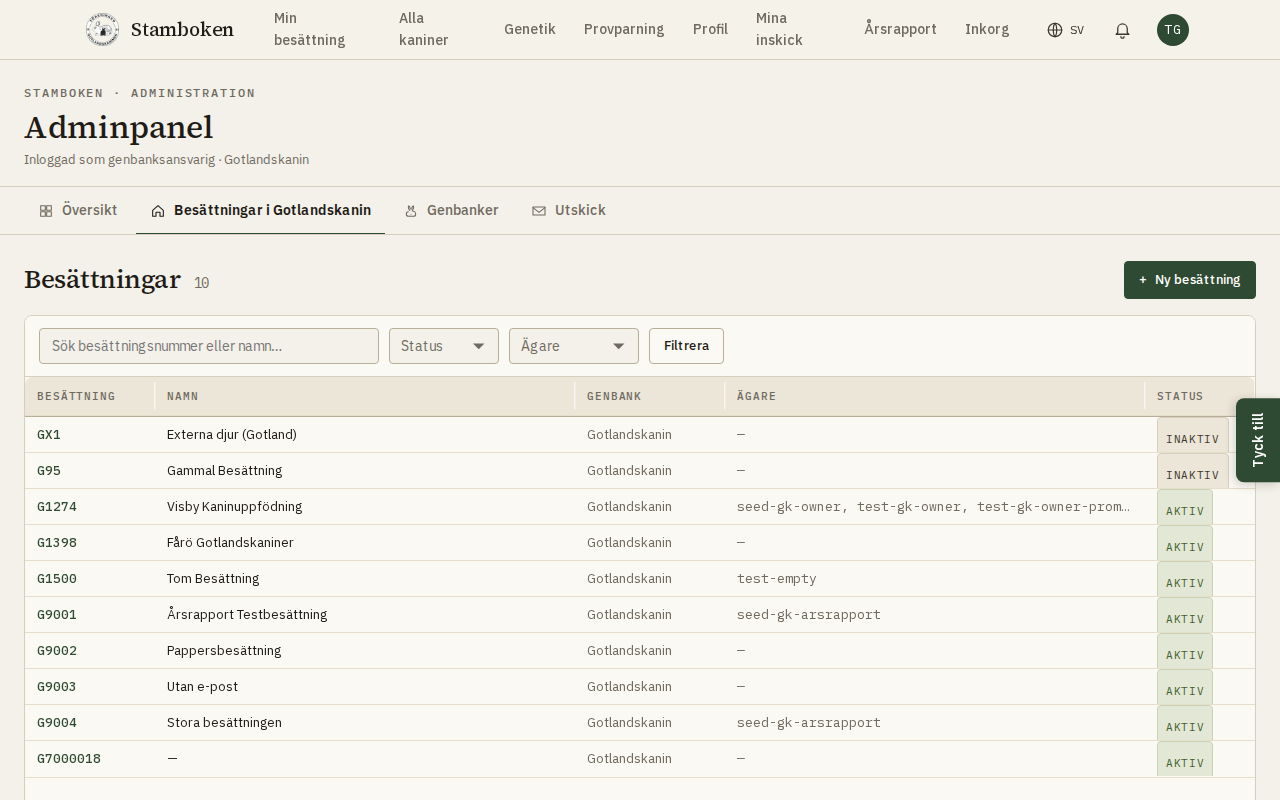 Stamboken
Min besättning
Alla kaniner
Genetik
Provparning
Profil
Mina inskick
Årsrapport
Inkorg
SV
TG
STAMBOKEN · ADMINISTRATION
Adminpanel
Inloggad som genbanksansvarig · Gotlandskanin
Översikt
Besättningar i Gotlandskanin
Genbanker
Utskick
Besättningar 10
+ Ny besättning
Sök besättningsnummer eller namn...
Status
Ägare
Filtrera
BESÄTTNING NAMN GENBANK ÄGARE STATUS
GX1 Externa djur (Gotland) Gotlandskanin — INAKTIV
G95 Gammal Besättning Gotlandskanin — INAKTIV
G1274 Visby Kaninuppfödning Gotlandskanin seed-gk-owner, test-gk-owner, test-gk-owner-prom… AKTIV
G1398 Fårö Gotlandskaniner Gotlandskanin — AKTIV
G1500 Tom Besättning Gotlandskanin test-empty AKTIV
G9001 Årsrapport Testbesättning Gotlandskanin seed-gk-arsrapport AKTIV
G9002 Pappersbesättning Gotlandskanin — AKTIV
G9003 Utan e-post Gotlandskanin — AKTIV
G9004 Stora besättningen Gotlandskanin seed-gk-arsrapport AKTIV
G7000018 — Gotlandskanin — AKTIV
Tyck till